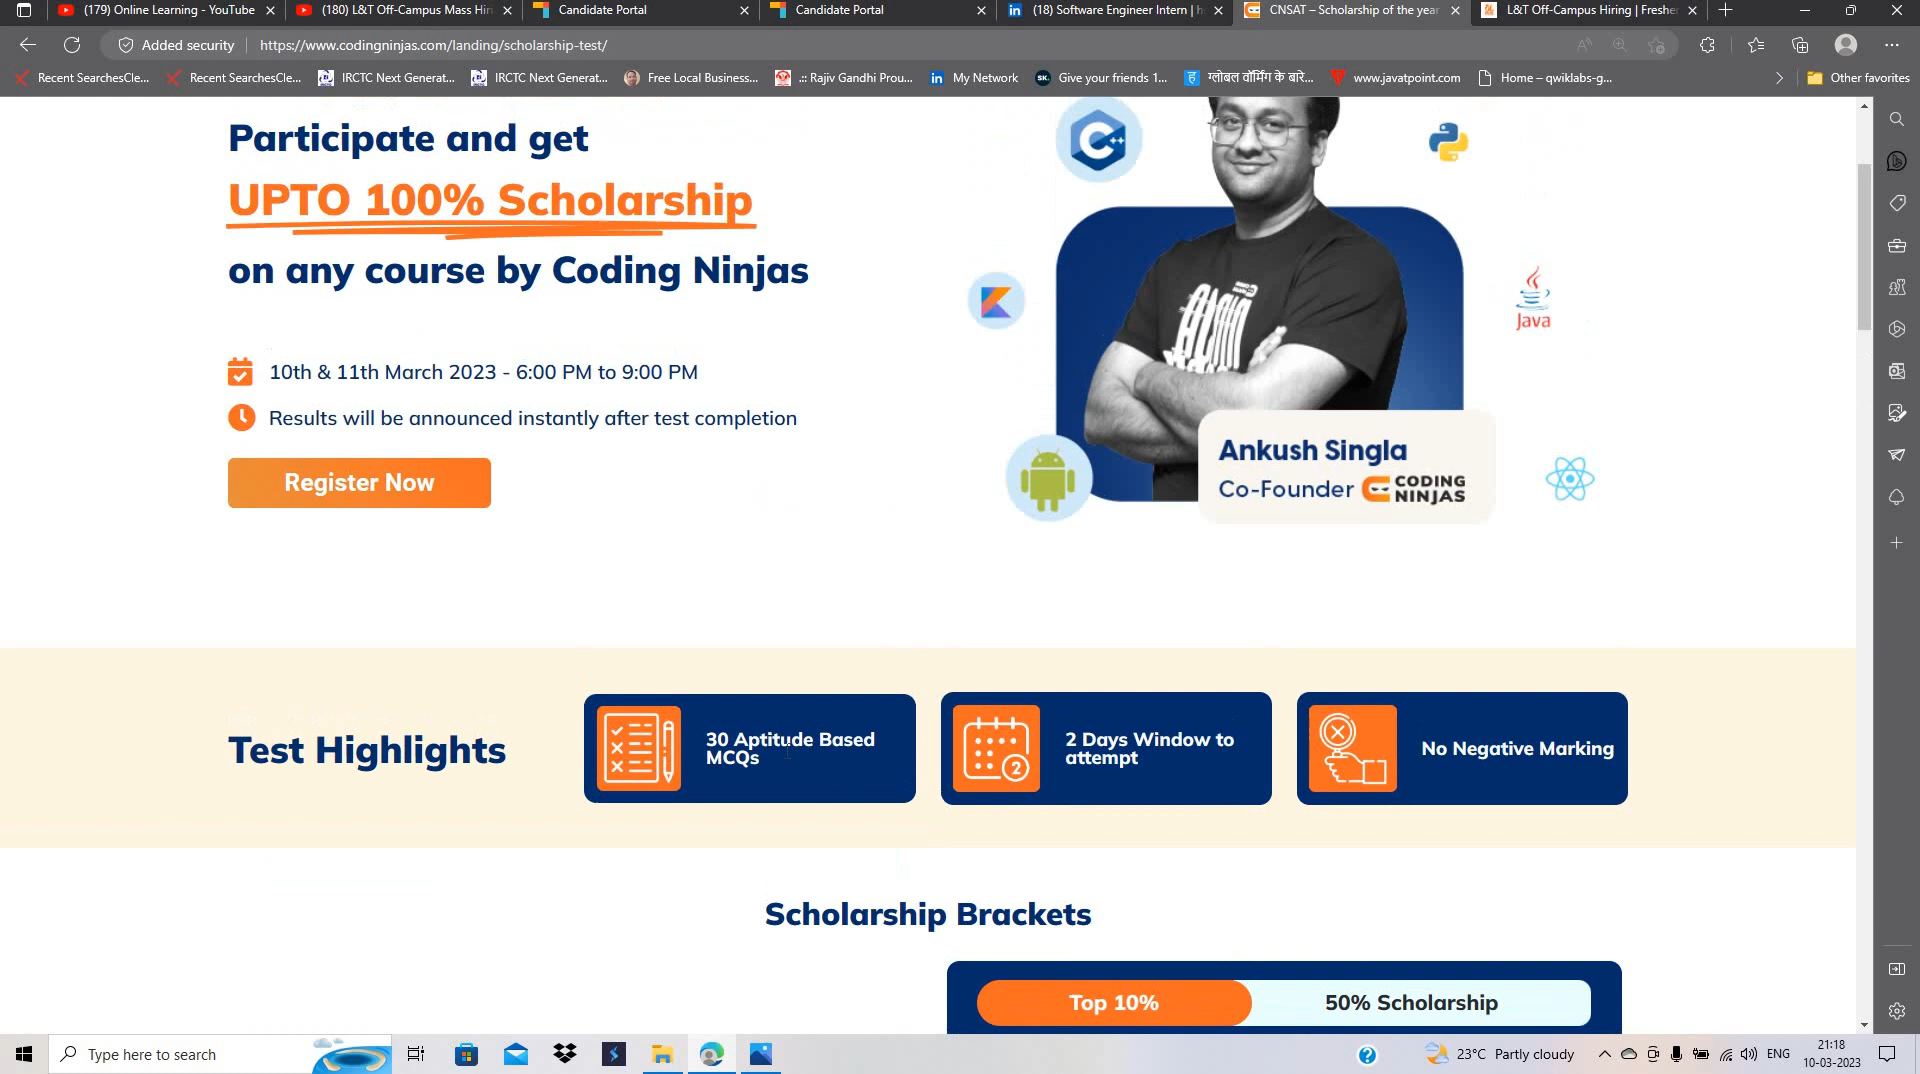 (179) Online Learning - YouTube
(180) L&T Off-Campus Mass Hiri
Candidate Portal
Candidate Portal
(18) Software Engineer Intern | h
CNSAT – Scholarship of the year
L&T Off-Campus Hiring | Freshe
Added security
https://www.codingninjas.com/landing/scholarship-test/
Recent SearchesCle...
Recent SearchesCle...
IRCTC Next Generat...
IRCTC Next Generat...
Free Local Business...
.:: Rajiv Gandhi Prou...
My Network
Give your friends 1...
ग्लोबल वॉर्मिंग के बारे...
www.javatpoint.com
Home – qwiklabs-g...
Other favorites
Participate and get
UPTO 100% Scholarship
on any course by Coding Ninjas
10th & 11th March 2023 - 6:00 PM to 9:00 PM
Results will be announced instantly after test completion
Register Now
C++
Java
Ankush Singla
Co-Founder CODING NINJAS
Test Highlights
30 Aptitude Based
MCQs
2 Days Window to
attempt
2
No Negative Marking
Scholarship Brackets
Top 10%
50% Scholarship
Type here to search
23°C Partly cloudy
ENG
21:18
10-03-2023